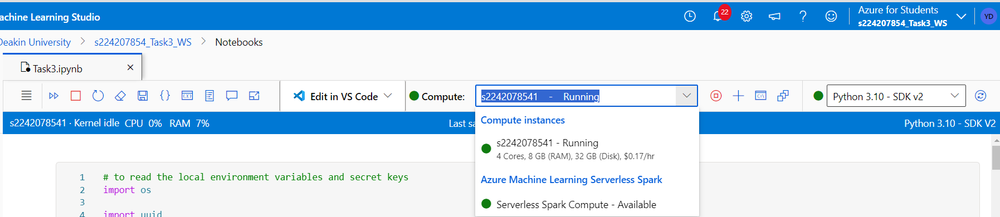 achine Learning Studio
22
Azure for Students
s224207854_Task3_WS
YD
Deakin University > s224207854_Task3_WS > Notebooks
Task3.ipynb
Edit in VS Code
Compute:
s2242078541 - Running
Python 3.10 - SDK v2
s2242078541 · Kernel idle CPU 0% RAM 7%
Last sa
Python 3.10 - SDK V2
Compute instances
s2242078541 - Running
4 Cores, 8 GB (RAM), 32 GB (Disk), $0.17/hr
Azure Machine Learning Serverless Spark
Serverless Spark Compute - Available
1 # to read the local environment variables and secret keys
2 import os
3
4 import uuid